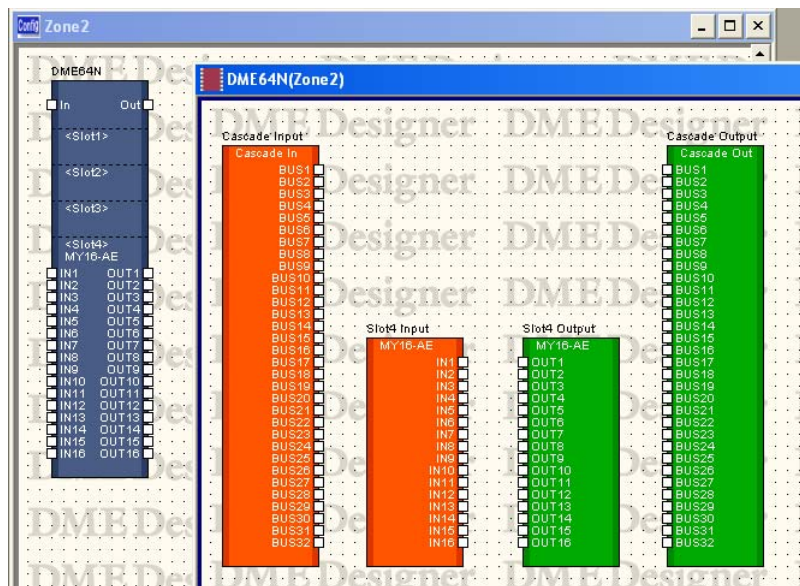 Config Zone2
DME64N
In Out
<Slot1>
<Slot2>
<Slot3>
<Slot4>
MY16-AE
IN1 OUT1
IN2 OUT2
IN3 OUT3
IN4 OUT4
IN5 OUT5
IN6 OUT6
IN7 OUT7
IN8 OUT8
IN9 OUT9
IN10 OUT10
IN11 OUT11
IN12 OUT12
IN13 OUT13
IN14 OUT14
IN15 OUT15
IN16 OUT16
DME64N(Zone2)
Cascade Input
Cascade In
BUS1
BUS2
BUS3
BUS4
BUS5
BUS6
BUS7
BUS8
BUS9
BUS10
BUS11
BUS12
BUS13
BUS14
BUS15
BUS16
BUS17
BUS18
BUS19
BUS20
BUS21
BUS22
BUS23
BUS24
BUS25
BUS26
BUS27
BUS28
BUS29
BUS30
BUS31
BUS32
Slot4 Input
MY16-AE
IN1
IN2
IN3
IN4
IN5
IN6
IN7
IN8
IN9
IN10
IN11
IN12
IN13
IN14
IN15
IN16
Slot4 Output
MY16-AE
OUT1
OUT2
OUT3
OUT4
OUT5
OUT6
OUT7
OUT8
OUT9
OUT10
OUT11
OUT12
OUT13
OUT14
OUT15
OUT16
Cascade Output
Cascade Out
BUS1
BUS2
BUS3
BUS4
BUS5
BUS6
BUS7
BUS8
BUS9
BUS10
BUS11
BUS12
BUS13
BUS14
BUS15
BUS16
BUS17
BUS18
BUS19
BUS20
BUS21
BUS22
BUS23
BUS24
BUS25
BUS26
BUS27
BUS28
BUS29
BUS30
BUS31
BUS32
DME Designer